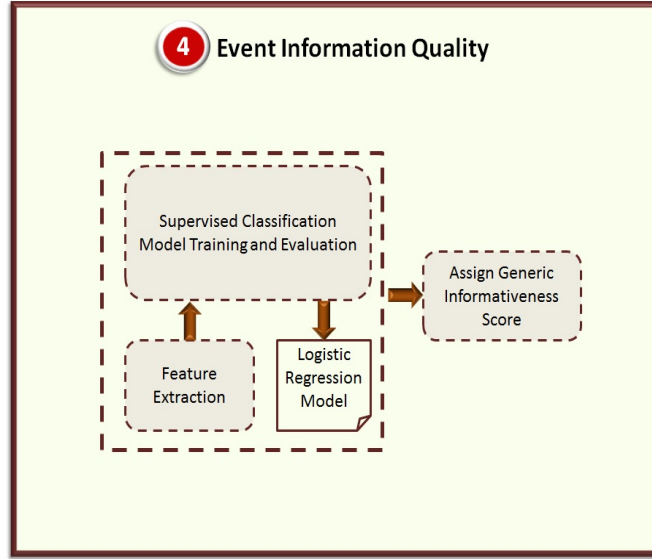 4 Event Information Quality
Supervised Classification
Model Training and Evaluation
Assign Generic
Informativeness
Score
Feature
Extraction
Logistic
Regression
Model